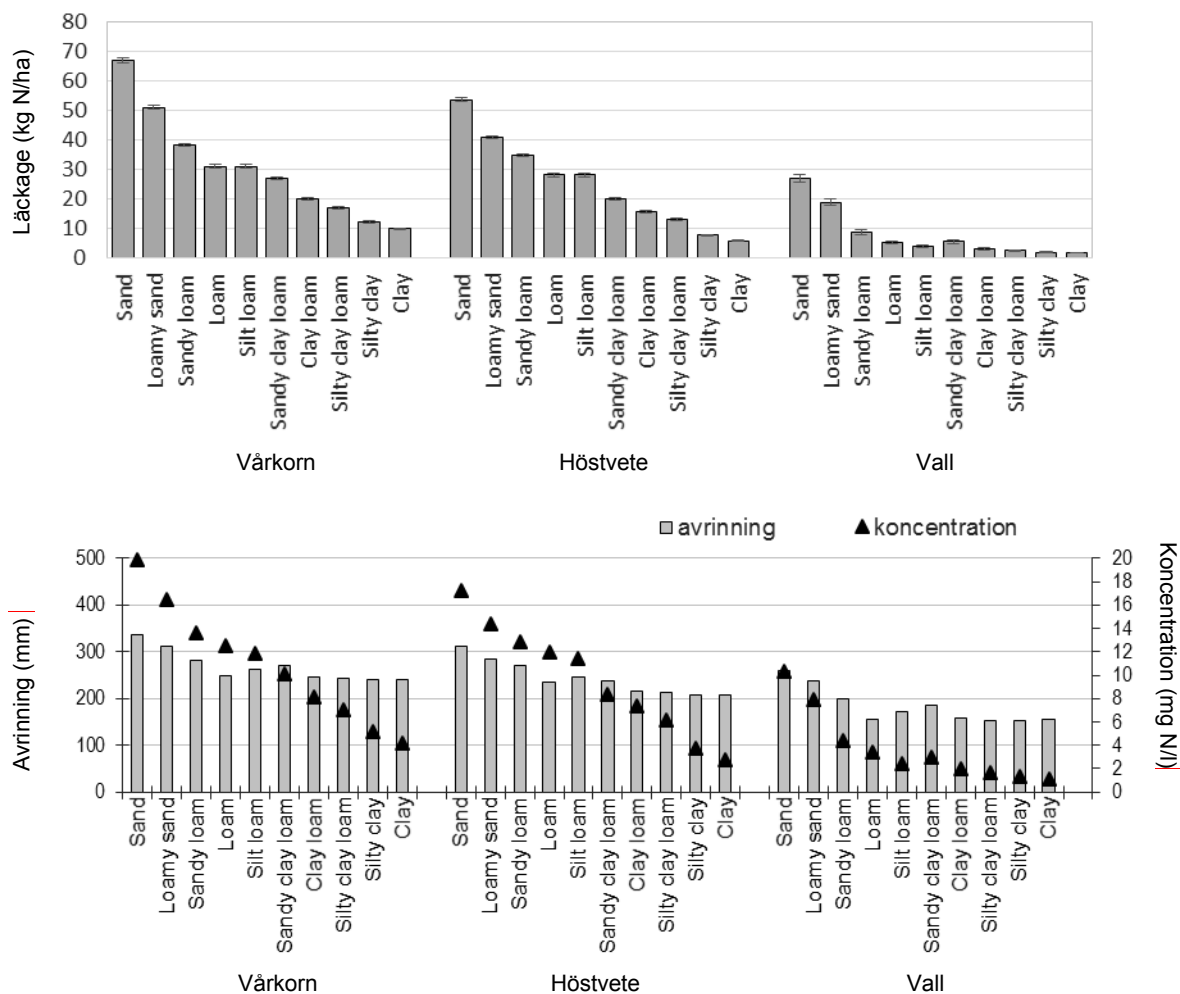 Läckage (kg N/ha)
80
70
60
50
40
30
20
10
0
Sand
Loamy sand
Sandy loam
Loam
Silt loam
Sandy clay loam
Clay loam
Silty clay loam
Silty clay
Clay
Sand
Loamy sand
Sandy loam
Loam
Silt loam
Sandy clay loam
Clay loam
Silty clay loam
Silty clay
Clay
Sand
Loamy sand
Sandy loam
Loam
Silt loam
Sandy clay loam
Clay loam
Silty clay loam
Silty clay
Clay
Vårkorn
Höstvete
Vall
avrinning
koncentration
Avrinning (mm)
500
400
300
200
100
0
20
18
16
14
12
10
8
6
4
2
0
Koncentration (mg N/l)
Sand
Loamy sand
Sandy loam
Loam
Silt loam
Sandy clay loam
Clay loam
Silty clay loam
Silty clay
Clay
Sand
Loamy sand
Sandy loam
Loam
Silt loam
Sandy clay loam
Clay loam
Silty clay loam
Silty clay
Clay
Sand
Loamy sand
Sandy loam
Loam
Silt loam
Sandy clay loam
Clay loam
Silty clay loam
Silty clay
Clay
Vårkorn
Höstvete
Vall